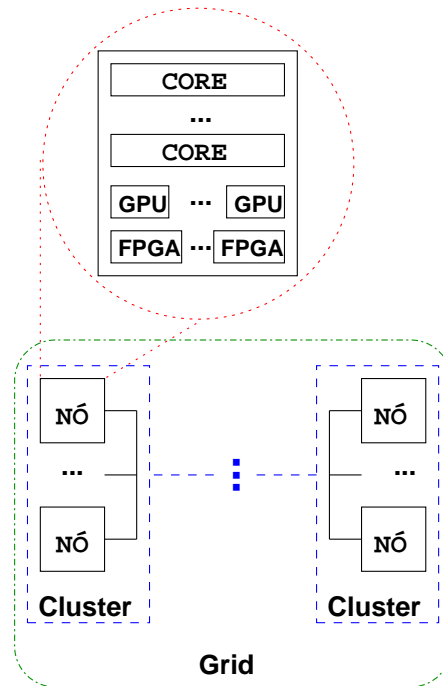 CORE
...
CORE
GPU ... GPU
FPGA ... FPGA
NÓ NÓ
... ...
NÓ NÓ
Cluster Cluster
Grid